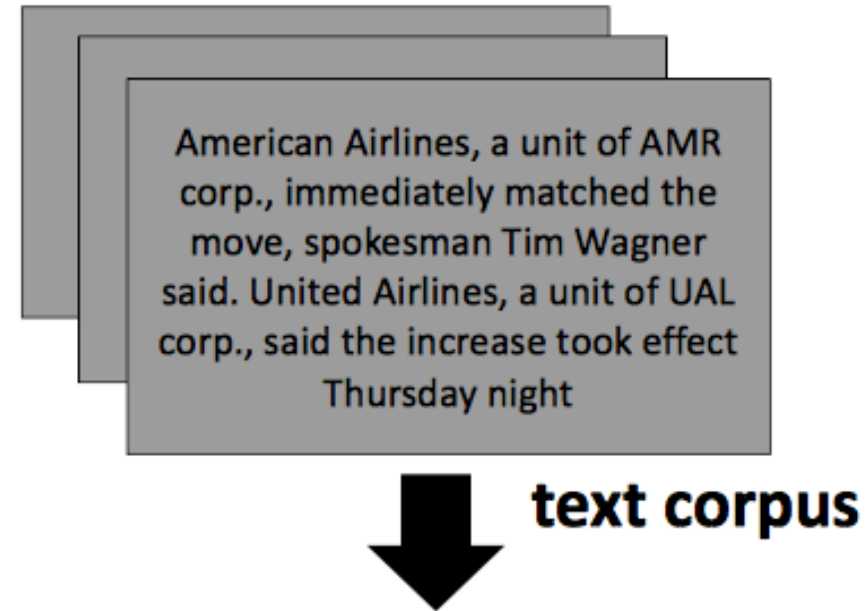 American Airlines, a unit of AMR
corp., immediately matched the
move, spokesman Tim Wagner
said. United Airlines, a unit of UAL
corp., said the increase took effect
Thursday night
text corpus